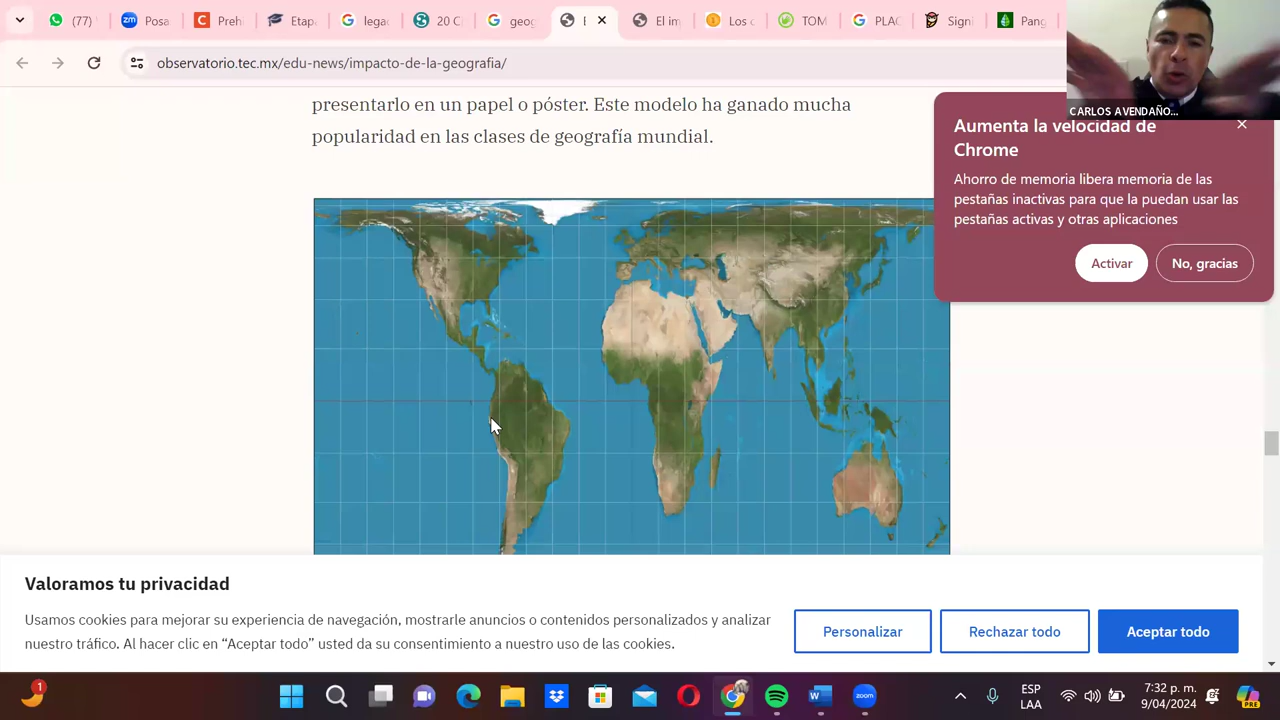 (77)
Posa
Preh
Etap
lega
20 C
geog
El im
Los c
TOM
PLAC
Signi
Pang
observatorio.tec.mx/edu-news/impacto-de-la-geografia/
CARLOS AVENDAÑO...
presentarlo en un papel o póster. Este modelo ha ganado mucha
popularidad en las clases de geografía mundial.
Aumenta la velocidad de
Chrome
Ahorro de memoria libera memoria de las
pestañas inactivas para que la puedan usar las
pestañas activas y otras aplicaciones
Activar
No, gracias
Valoramos tu privacidad
Usamos cookies para mejorar su experiencia de navegación, mostrarle anuncios o contenidos personalizados y analizar
nuestro tráfico. Al hacer clic en “Aceptar todo” usted da su consentimiento a nuestro uso de las cookies.
Personalizar
Rechazar todo
Aceptar todo
1
zoom
ESP
LAA
7:32 p. m.
9/04/2024
PRE